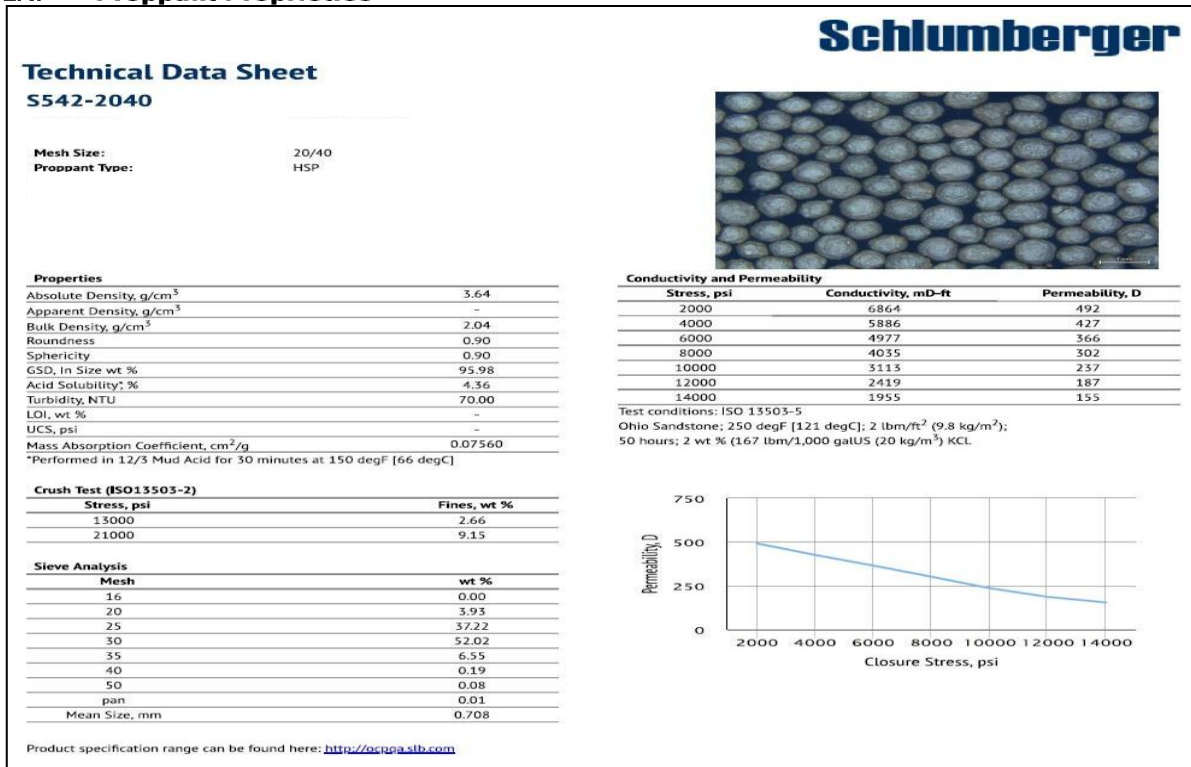 Schlumberger
Technical Data Sheet
S542-2040
Mesh Size: 20/40
Proppant Type: HSP
Properties
Absolute Density, g/cm³ 3.64
Apparent Density, g/cm³ –
Bulk Density, g/cm³ 2.04
Roundness 0.90
Sphericity 0.90
GSD, In Size wt % 95.98
Acid Solubility*, % 4.36
Turbidity, NTU 70.00
LOI, wt % –
UCS, psi –
Mass Absorption Coefficient, cm²/g 0.07560
*Performed in 12/3 Mud Acid for 30 minutes at 150 degF [66 degC]
Crush Test (ISO13503-2)
Stress, psi Fines, wt %
13000 2.66
21000 9.15
Sieve Analysis
Mesh wt %
16 0.00
20 3.93
25 37.22
30 52.02
35 6.55
40 0.19
50 0.08
pan 0.01
Mean Size, mm 0.708
Product specification range can be found here: http://ocpqa.slb.com
Conductivity and Permeability
Stress, psi Conductivity, mD–ft Permeability, D
2000 6864 492
4000 5886 427
6000 4977 366
8000 4035 302
10000 3113 237
12000 2419 187
14000 1955 155
Test conditions: ISO 13503-5
Ohio Sandstone; 250 degF [121 degC]; 2 lbm/ft² (9.8 kg/m²);
50 hours; 2 wt % (167 lbm/1,000 galUS (20 kg/m³) KCl.
Permeability, D
750
500
250
0
2000 4000 6000 8000 10000 12000 14000
Closure Stress, psi